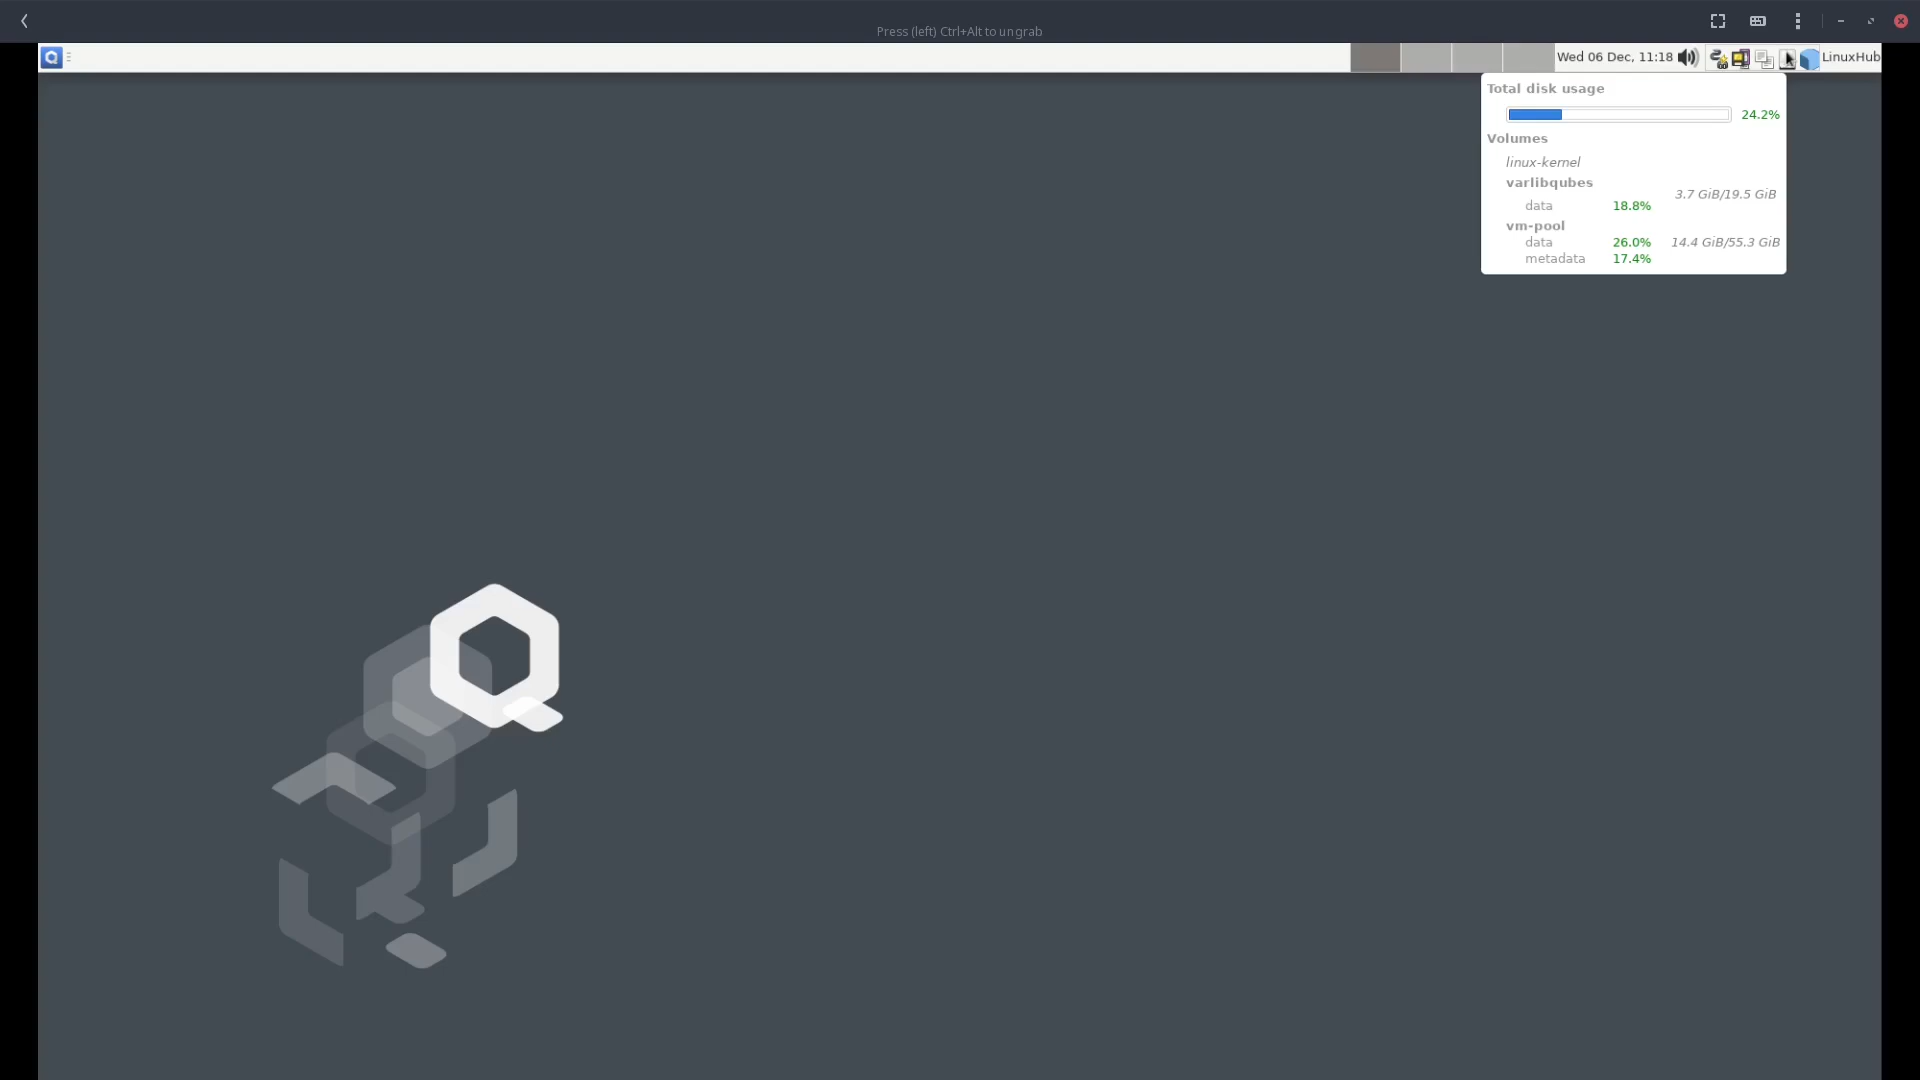 Press (left) Ctrl+Alt to ungrab
Wed 06 Dec, 11:18
LinuxHub
Total disk usage
24.2%
Volumes
linux-kernel
varlibqubes
3.7 GiB/19.5 GiB
data 18.8%
vm-pool
data 26.0% 14.4 GiB/55.3 GiB
metadata 17.4%